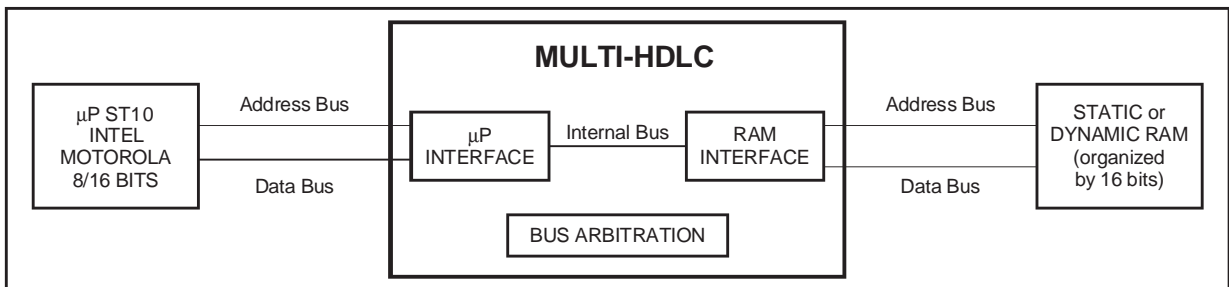 MULTI-HDLC
μP ST10
INTEL
MOTOROLA
8/16 BITS
Address Bus
Data Bus
μP
INTERFACE
Internal Bus
RAM
INTERFACE
BUS ARBITRATION
Address Bus
Data Bus
STATIC or
DYNAMIC RAM
(organized
by 16 bits)